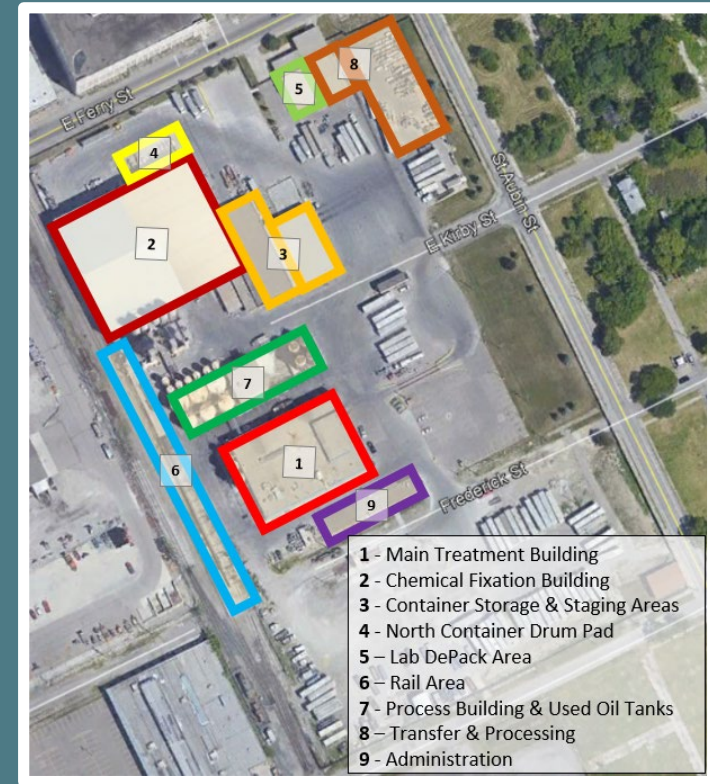 E Ferry St
8
5
4
St Aubin St
E Kirby St
2
3
7
1
6
9
Frederick St
1 - Main Treatment Building
2 - Chemical Fixation Building
3 - Container Storage & Staging Areas
4 - North Container Drum Pad
5 – Lab DePack Area
6 – Rail Area
7 - Process Building & Used Oil Tanks
8 – Transfer & Processing
9 - Administration